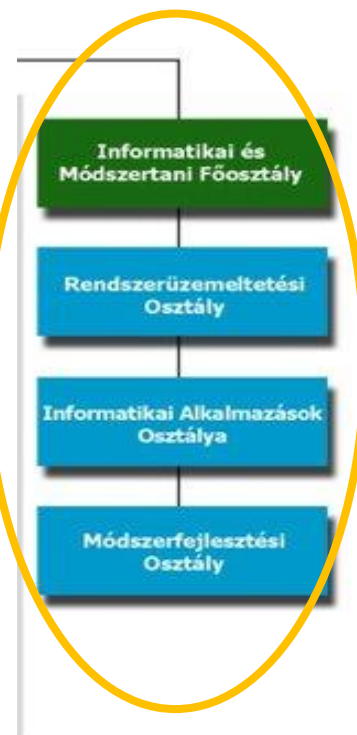 Informatikai és
Módszertani Főosztály
Rendszerüzemeltetési
Osztály
Informatikai Alkalmazások
Osztálya
Módszerfejlesztési
Osztály